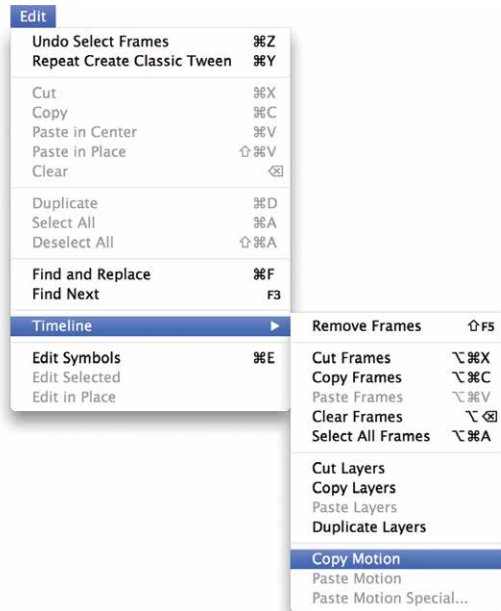 Edit
Undo Select Frames ⌘Z
Repeat Create Classic Tween ⌘Y
Cut ⌘X
Copy ⌘C
Paste in Center ⌘V
Paste in Place ⇧⌘V
Clear ⌫
Duplicate ⌘D
Select All ⌘A
Deselect All ⇧⌘A
Find and Replace ⌘F
Find Next F3
Timeline ▶
Edit Symbols ⌘E
Edit Selected
Edit in Place
Remove Frames ⇧F5
Cut Frames ⌥⌘X
Copy Frames ⌥⌘C
Paste Frames ⌥⌘V
Clear Frames ⌥⌫
Select All Frames ⌥⌘A
Cut Layers
Copy Layers
Paste Layers
Duplicate Layers
Copy Motion
Paste Motion
Paste Motion Special...